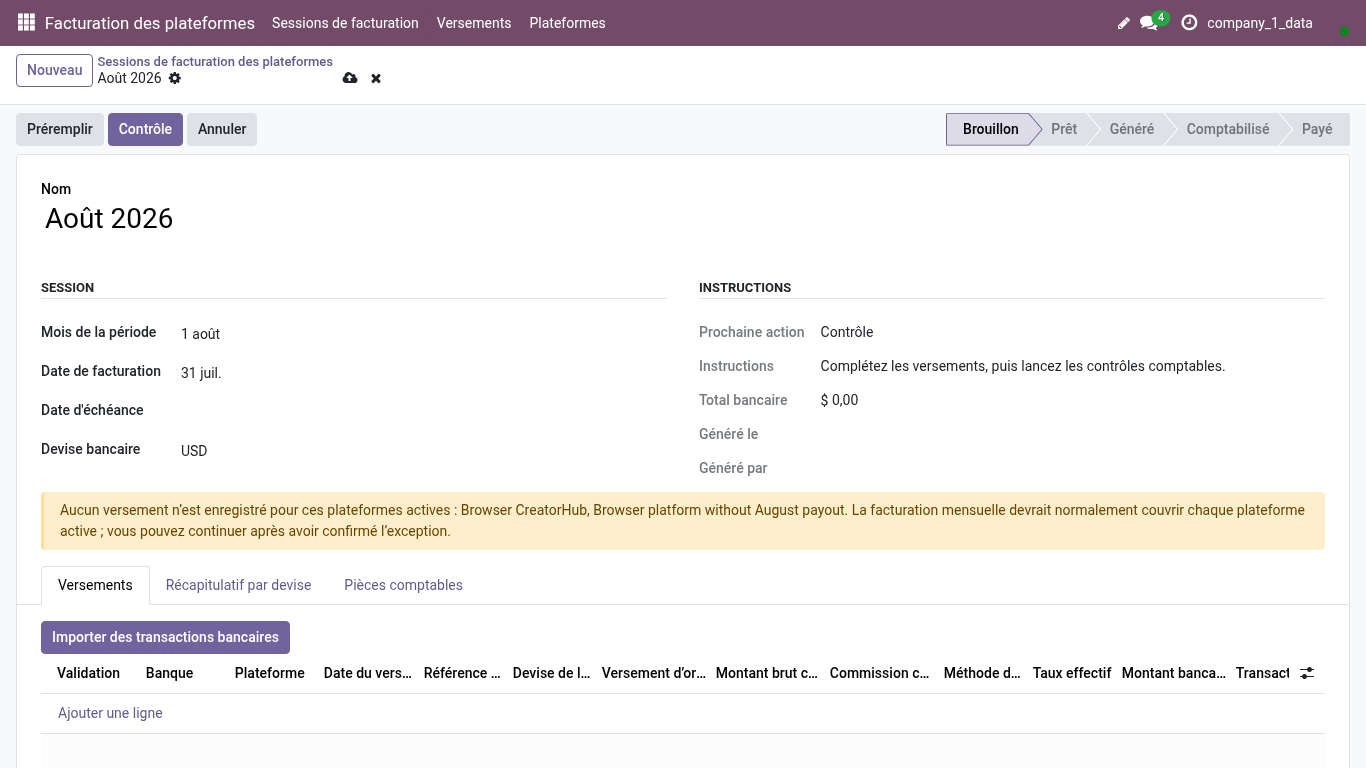 Facturation des plateformes Sessions de facturation Versements Plateformes 4 company_1_data
Nouveau
Sessions de facturation des plateformes
Août 2026
Préremplir Contrôle Annuler Brouillon Prêt Généré Comptabilisé Payé
Nom
Août 2026
SESSION
Mois de la période 1 août
Date de facturation 31 juil.
Date d'échéance
Devise bancaire USD
INSTRUCTIONS
Prochaine action Contrôle
Instructions Complétez les versements, puis lancez les contrôles comptables.
Total bancaire $ 0,00
Généré le
Généré par
Aucun versement n’est enregistré pour ces plateformes actives : Browser CreatorHub, Browser platform without August payout. La facturation mensuelle devrait normalement couvrir chaque plateforme
active ; vous pouvez continuer après avoir confirmé l’exception.
Versements Récapitulatif par devise Pièces comptables
Importer des transactions bancaires
Validation Banque Plateforme Date du vers... Référence ... Devise de l... Versement d’or... Montant brut c... Commission c... Méthode d... Taux effectif Montant banca... Transact
Ajouter une ligne